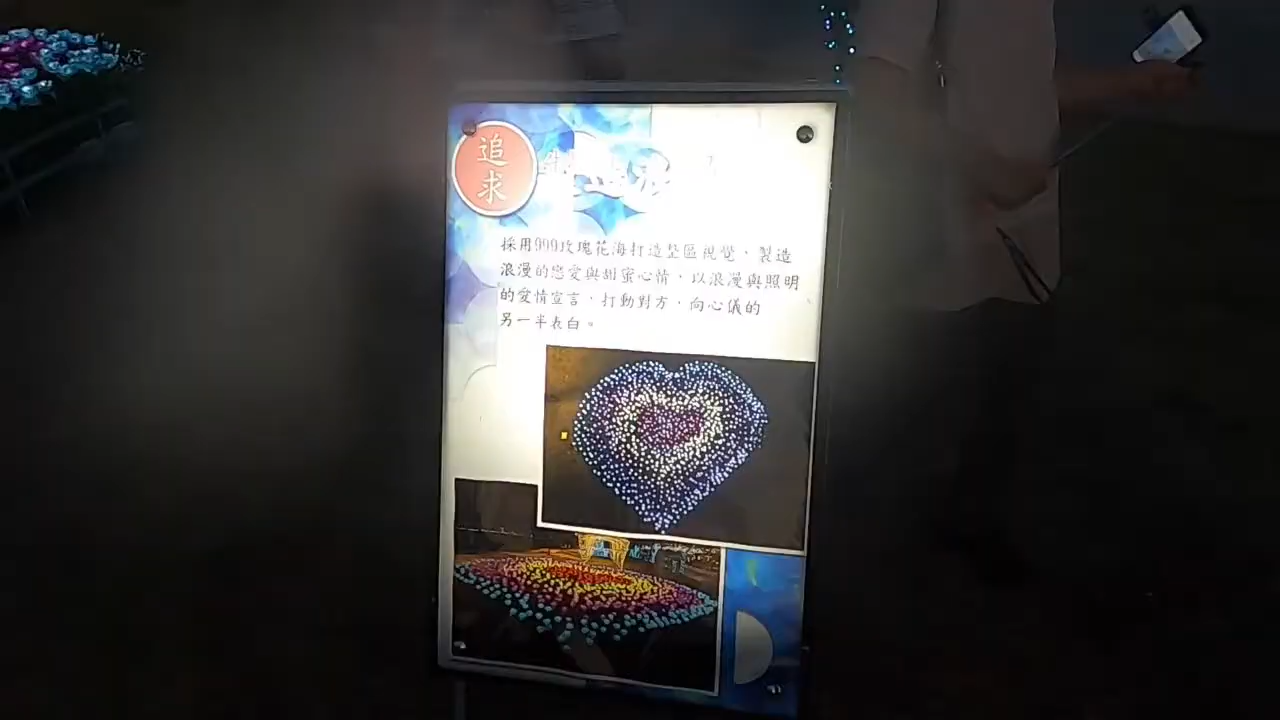 追求
採用999玫瑰花海打造整區視覺,製造
浪漫的戀愛與甜蜜心情,以浪漫與照明
的愛情宣言,打動對方,向心儀的
另一半表白。